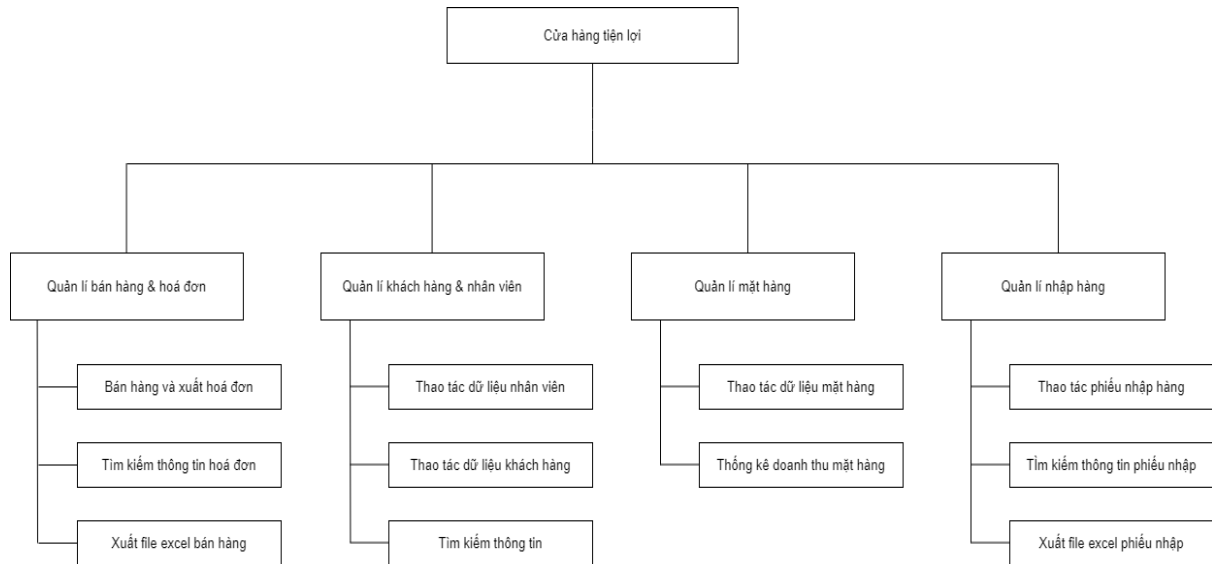 Cửa hàng tiện lợi
Quản lí bán hàng & hoá đơn
Quản lí khách hàng & nhân viên
Quản lí mặt hàng
Quản lí nhập hàng
Bán hàng và xuất hoá đơn
Thao tác dữ liệu nhân viên
Thao tác dữ liệu mặt hàng
Thao tác phiếu nhập hàng
Tìm kiếm thông tin hoá đơn
Thao tác dữ liệu khách hàng
Thống kê doanh thu mặt hàng
TÌm kiếm thông tin phiếu nhập
Xuất file excel bán hàng
Tìm kiếm thông tin
Xuất file excel phiếu nhập